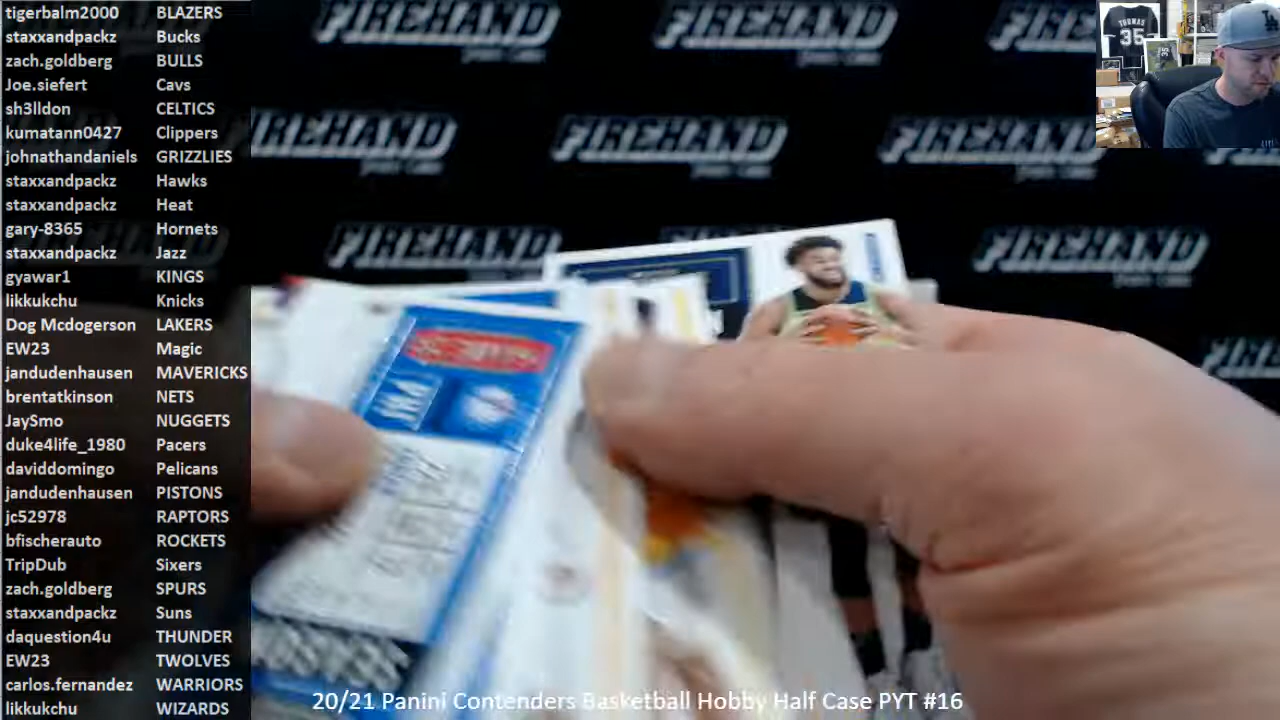 tigerbalm2000 BLAZERS
staxxandpackz Bucks
zach.goldberg BULLS
Joe.siefert Cavs
sh3lldon CELTICS
kumatann0427 Clippers
johnathandaniels GRIZZLIES
staxxandpackz Hawks
staxxandpackz Heat
gary-8365 Hornets
staxxandpackz Jazz
gyawar1 KINGS
likkukchu Knicks
Dog Mcdogerson LAKERS
EW23 Magic
jandudenhausen MAVERICKS
brentatkinson NETS
JaySmo NUGGETS
duke4life_1980 Pacers
daviddomingo Pelicans
jandudenhausen PISTONS
jc52978 RAPTORS
bfischerauto ROCKETS
TripDub Sixers
zach.goldberg SPURS
staxxandpackz Suns
daquestion4u THUNDER
EW23 TWOLVES
carlos.fernandez WARRIORS
likkukchu WIZARDS
FIREHAND FIREHAND
FIREHAND FIREHAND FIREHAND
FIREHAND FIREHAND FIREHAND
THOMAS
35
LA
20/21 Panini Contenders Basketball Hobby Half Case PYT #16